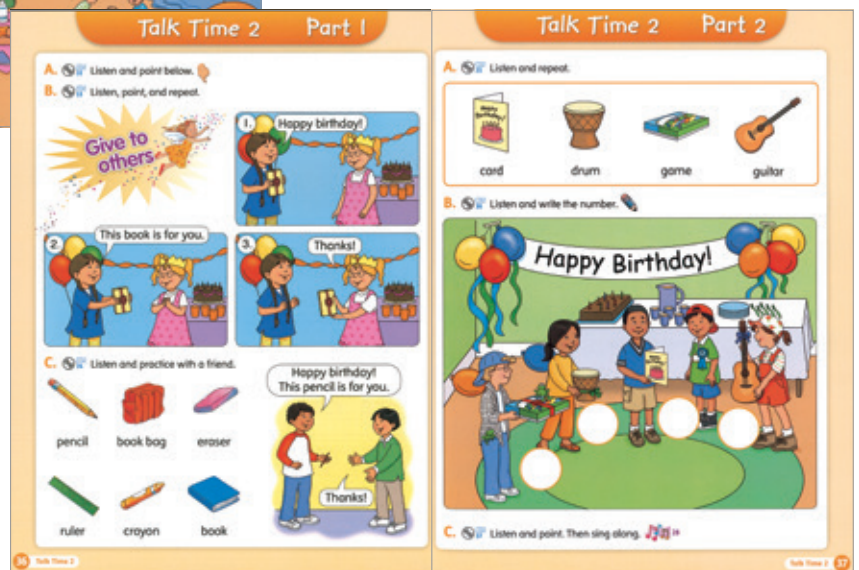 Talk Time 2 Part 1
A. Listen and point below.
B. Listen, point, and repeat.
Give to
others
1. Happy birthday!
2. This book is for you.
3. Thanks!
C. Listen and practice with a friend.
pencil
book bag
eraser
ruler
crayon
book
Happy birthday!
This pencil is for you.
Thanks!
36 Talk Time 2
Talk Time 2 Part 2
A. Listen and repeat.
Happy
Birthday!
card
drum
game
guitar
B. Listen and write the number.
Happy Birthday!
C. Listen and point. Then sing along.
Talk Time 2 37